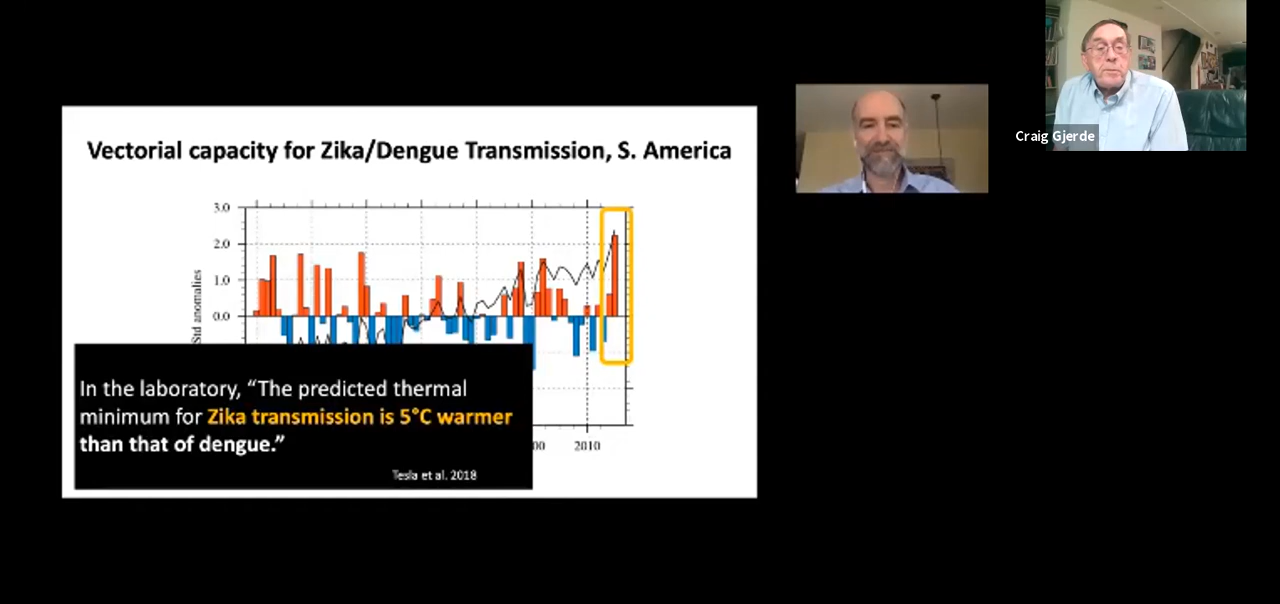 Craig Gjerde
Vectorial capacity for Zika/Dengue Transmission, S. America
3.0
2.0
1.0
0.0
Std anomalies
In the laboratory, “The predicted thermal
minimum for Zika transmission is 5°C warmer
than that of dengue.”
Tesla et al. 2018
00
2010